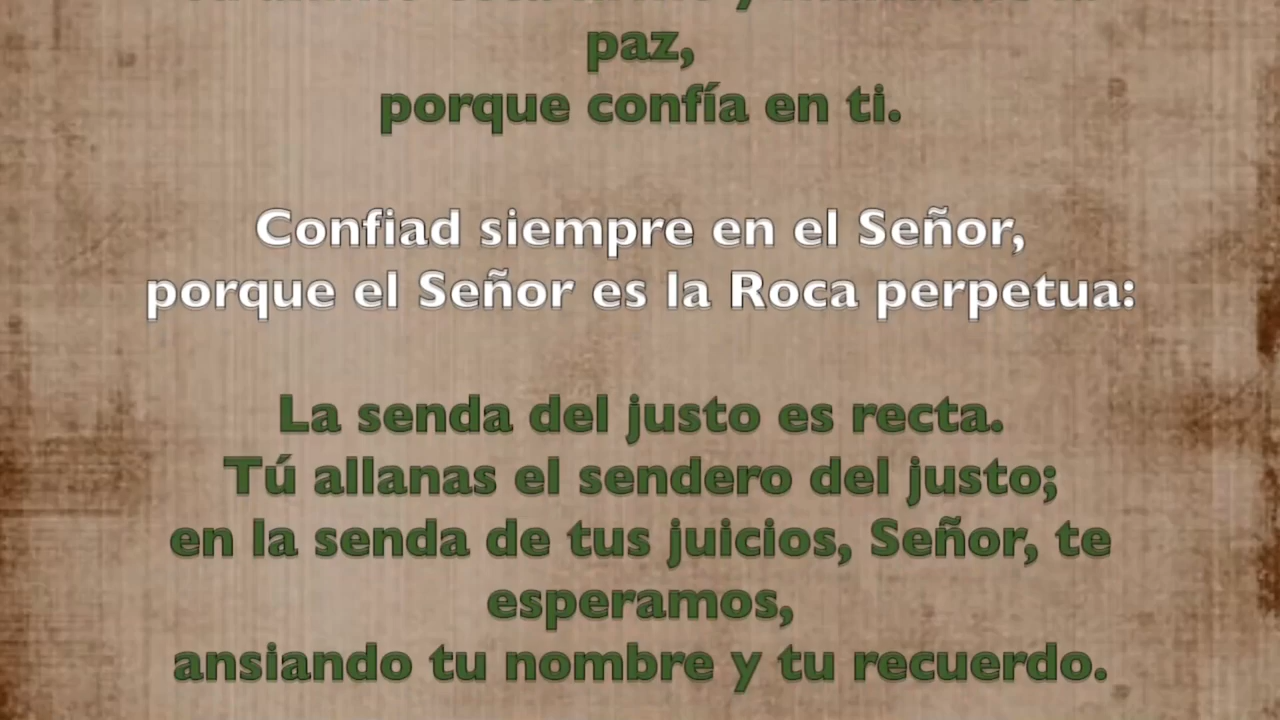 paz,
porque confía en ti.
Confiad siempre en el Señor,
porque el Señor es la Roca perpetua:
La senda del justo es recta.
Tú allanas el sendero del justo;
en la senda de tus juicios, Señor, te
esperamos,
ansiando tu nombre y tu recuerdo.